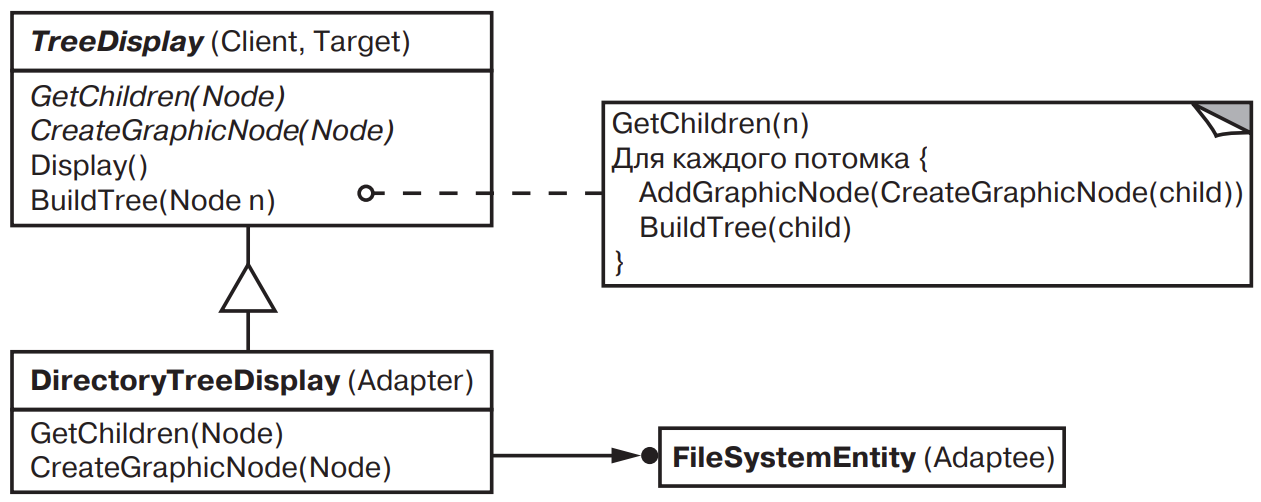 TreeDisplay (Client, Target)
GetChildren(Node)
CreateGraphicNode(Node)
Display()
BuildTree(Node n)
GetChildren(n)
Для каждого потомка {
AddGraphicNode(CreateGraphicNode(child))
BuildTree(child)
}
DirectoryTreeDisplay (Adapter)
GetChildren(Node)
CreateGraphicNode(Node)
FileSystemEntity (Adaptee)